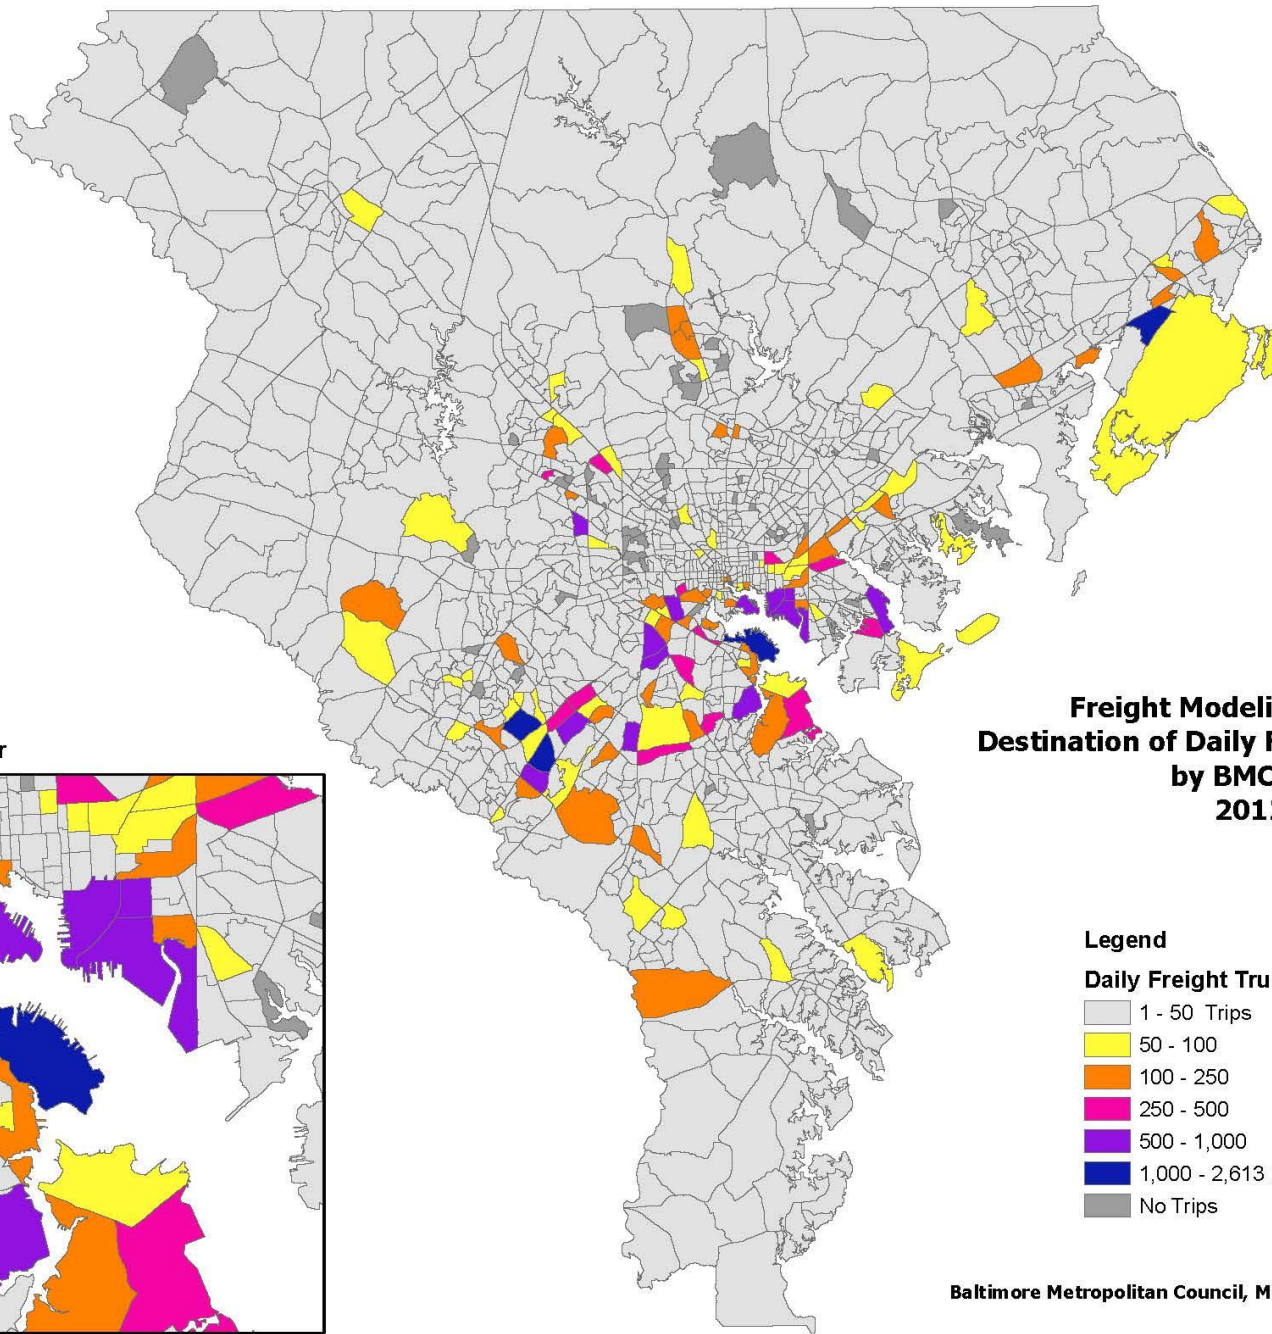 Freight Modeli
Destination of Daily F
by BMC
201
r
Legend
Daily Freight Tru
1 - 50 Trips
50 - 100
100 - 250
250 - 500
500 - 1,000
1,000 - 2,613
No Trips
Baltimore Metropolitan Council, M